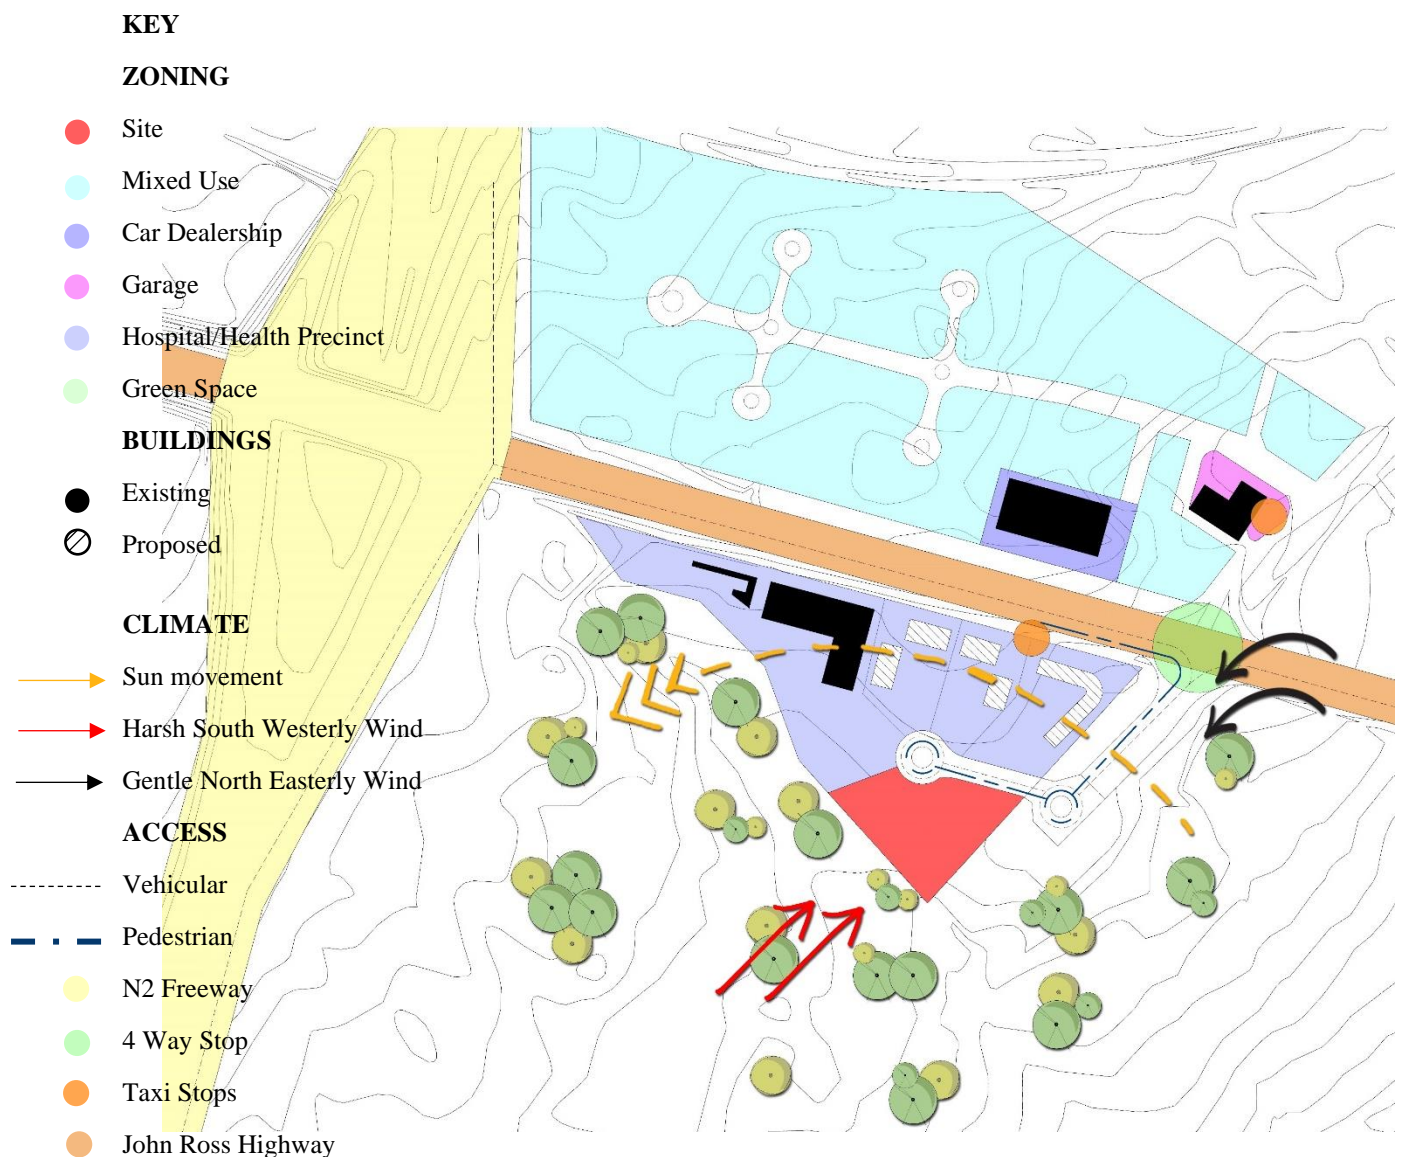 KEY
ZONING
Site
Mixed Use
Car Dealership
Garage
Hospital/Health Precinct
Green Space
BUILDINGS
Existing
Proposed
CLIMATE
Sun movement
Harsh South Westerly Wind
Gentle North Easterly Wind
ACCESS
Vehicular
Pedestrian
N2 Freeway
4 Way Stop
Taxi Stops
John Ross Highway